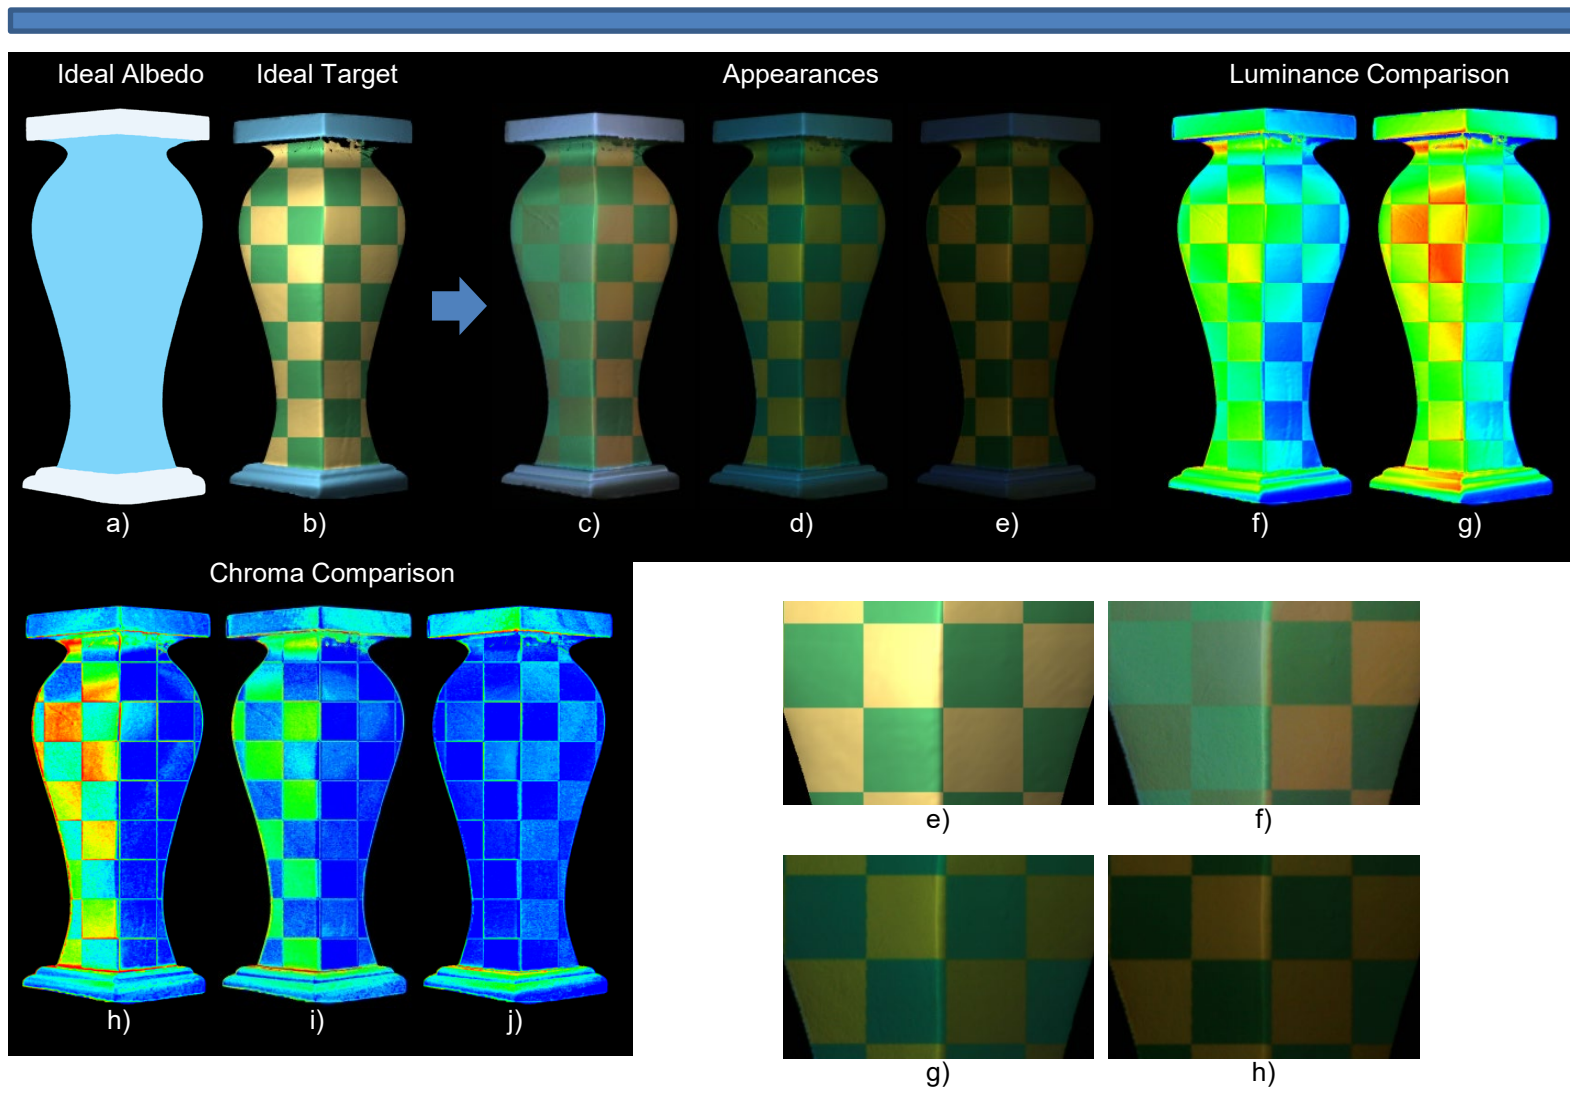 Ideal Albedo Ideal Target Appearances Luminance Comparison
a) b) c) d) e) f) g)
Chroma Comparison
h) i) j)
e) f)
g) h)